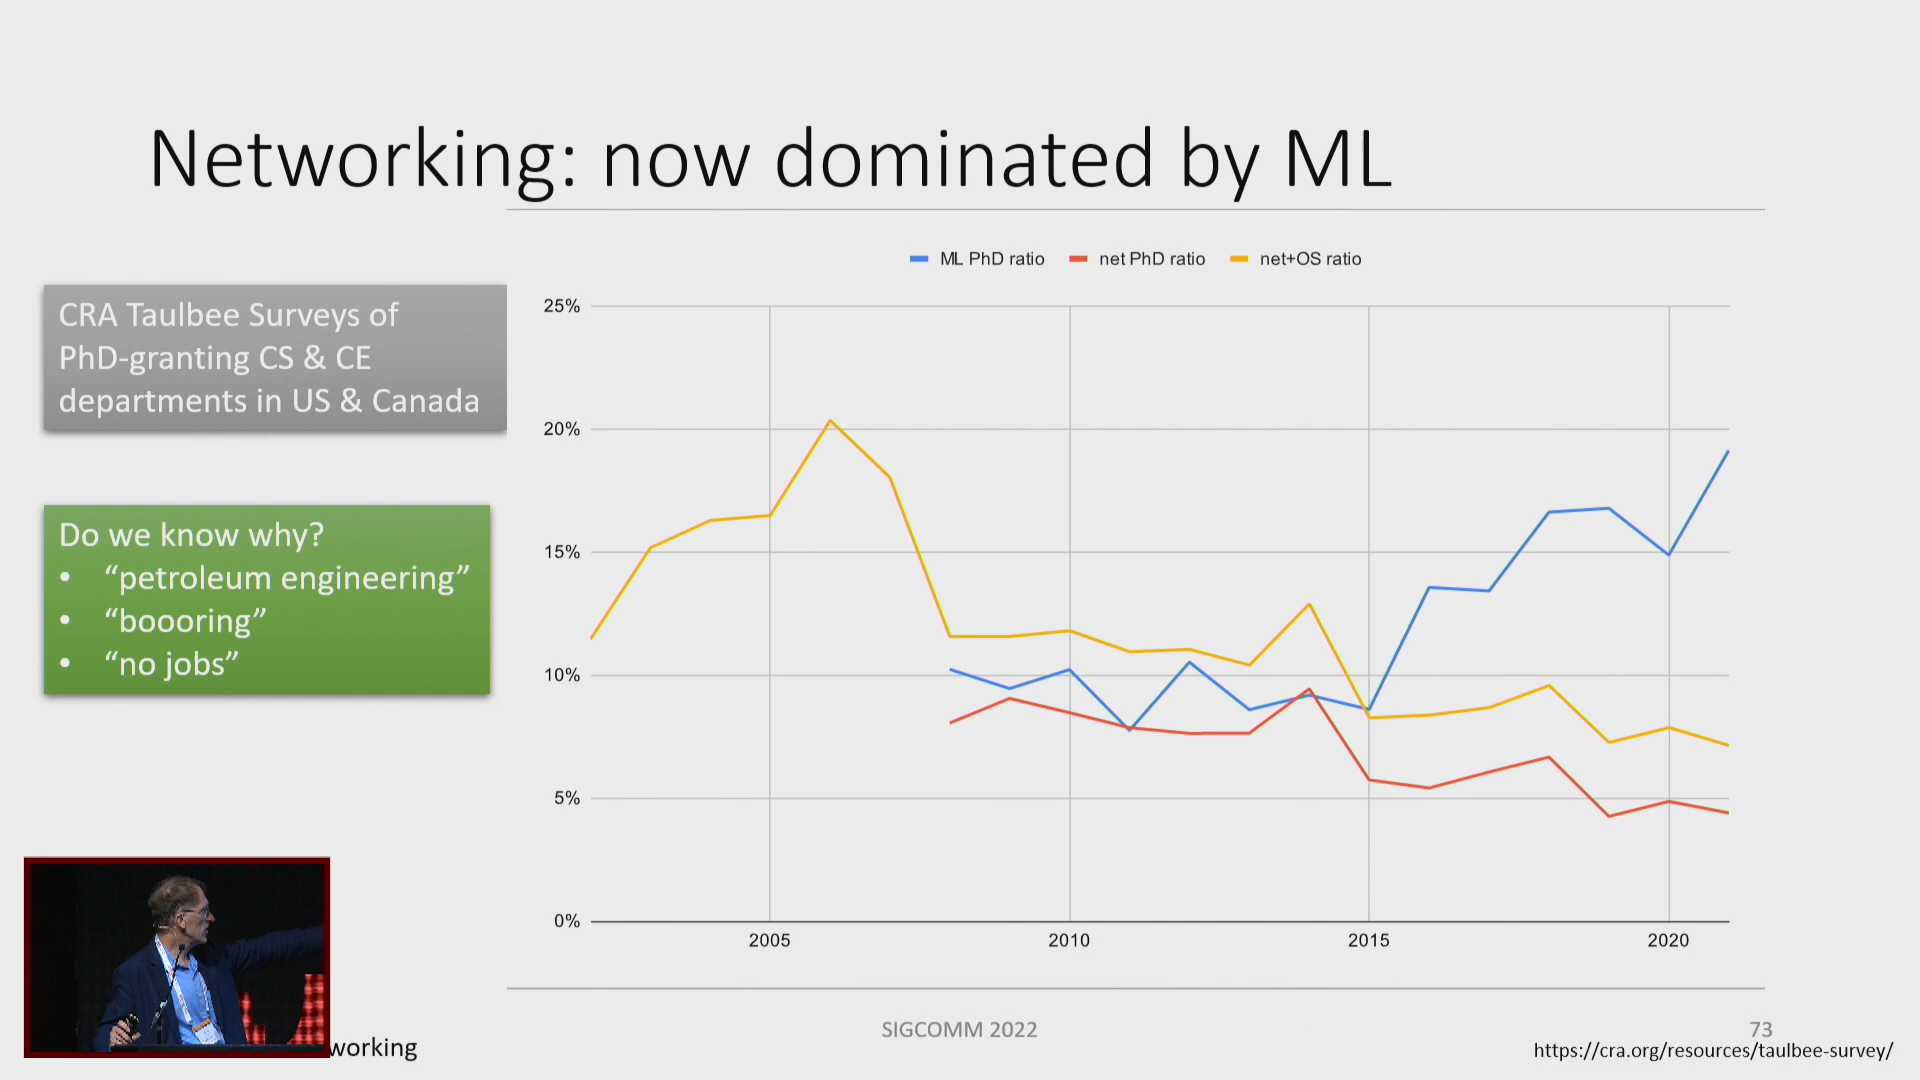 Networking: now dominated by ML
CRA Taulbee Surveys of
PhD-granting CS & CE
departments in US & Canada
Do we know why?
• “petroleum engineering”
• “boooring”
• “no jobs”
ML PhD ratio net PhD ratio net+OS ratio
25%
20%
15%
10%
5%
0%
2005 2010 2015 2020
working
SIGCOMM 2022
73
https://cra.org/resources/taulbee-survey/